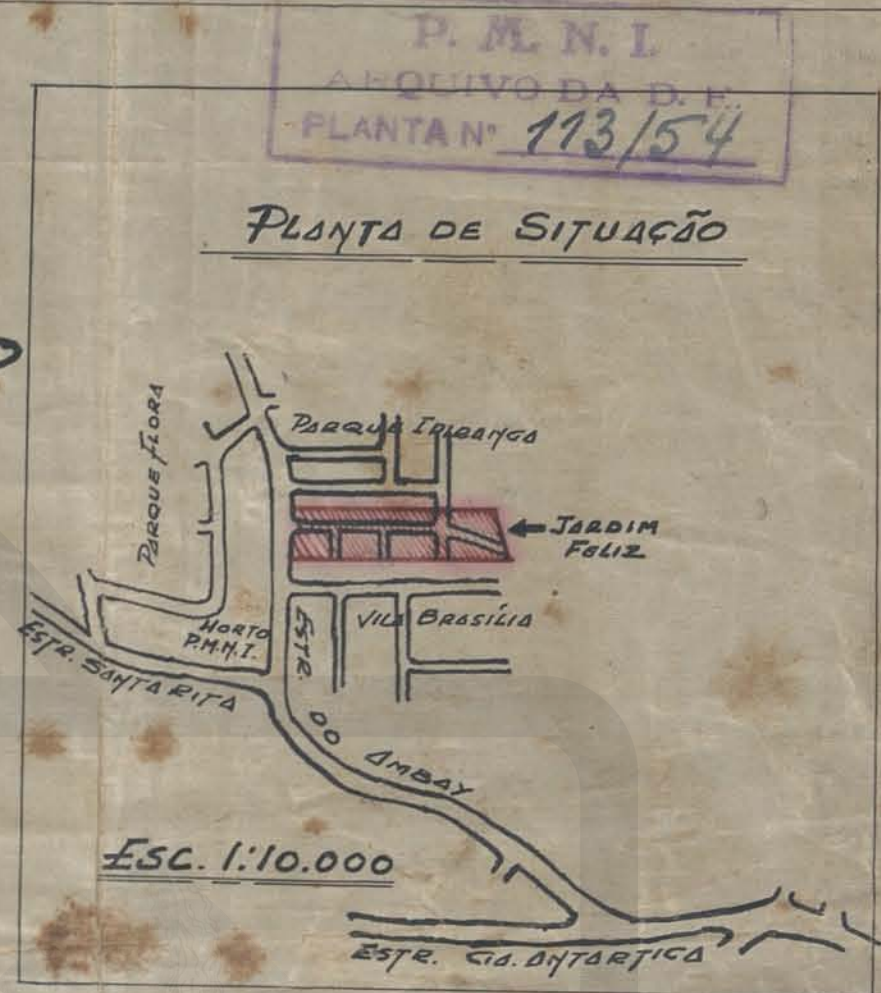 P. M. N. I.
ARQUIVO DA D. E.
PLANTA Nº 113/54
PLANTA DE SITUAÇÃO
PARQUE FLORA
PARQUE IPIRANGA
JARDIM
FELIZ
HORTO
P.M.N.I.
VILA BRASÍLIA
ESTR. SANTA RITA
ESTR. DO AMBAY
ESC. 1:10.000
ESTR. CIA. ANTARTICA